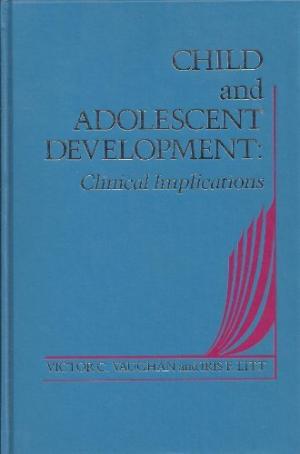 CHILD
and
ADOLESCENT
DEVELOPMENT:
Clinical Implications
VICTOR C. VAUGHAN and IRIS F. LITT